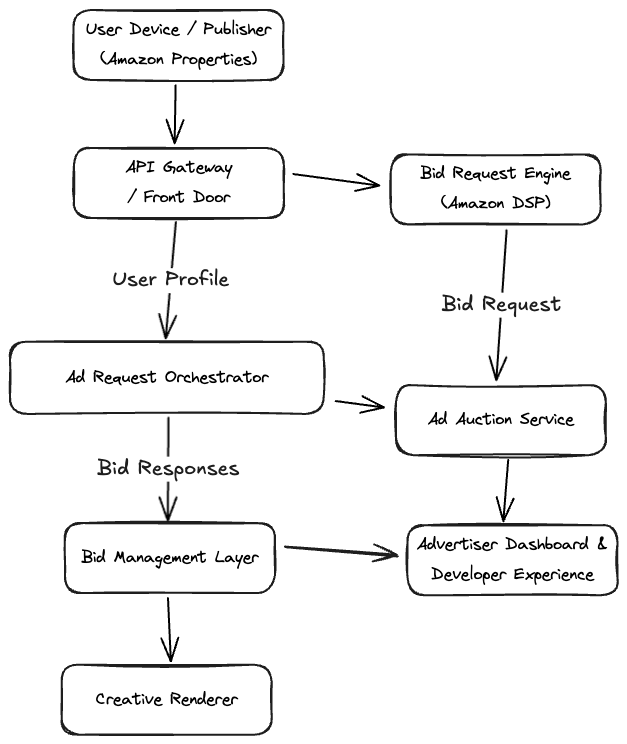 User Device / Publisher
(Amazon Properties)
API Gateway
/ Front Door
Bid Request Engine
(Amazon DSP)
User Profile
Bid Request
Ad Request Orchestrator
Ad Auction Service
Bid Responses
Bid Management Layer
Advertiser Dashboard &
Developer Experience
Creative Renderer